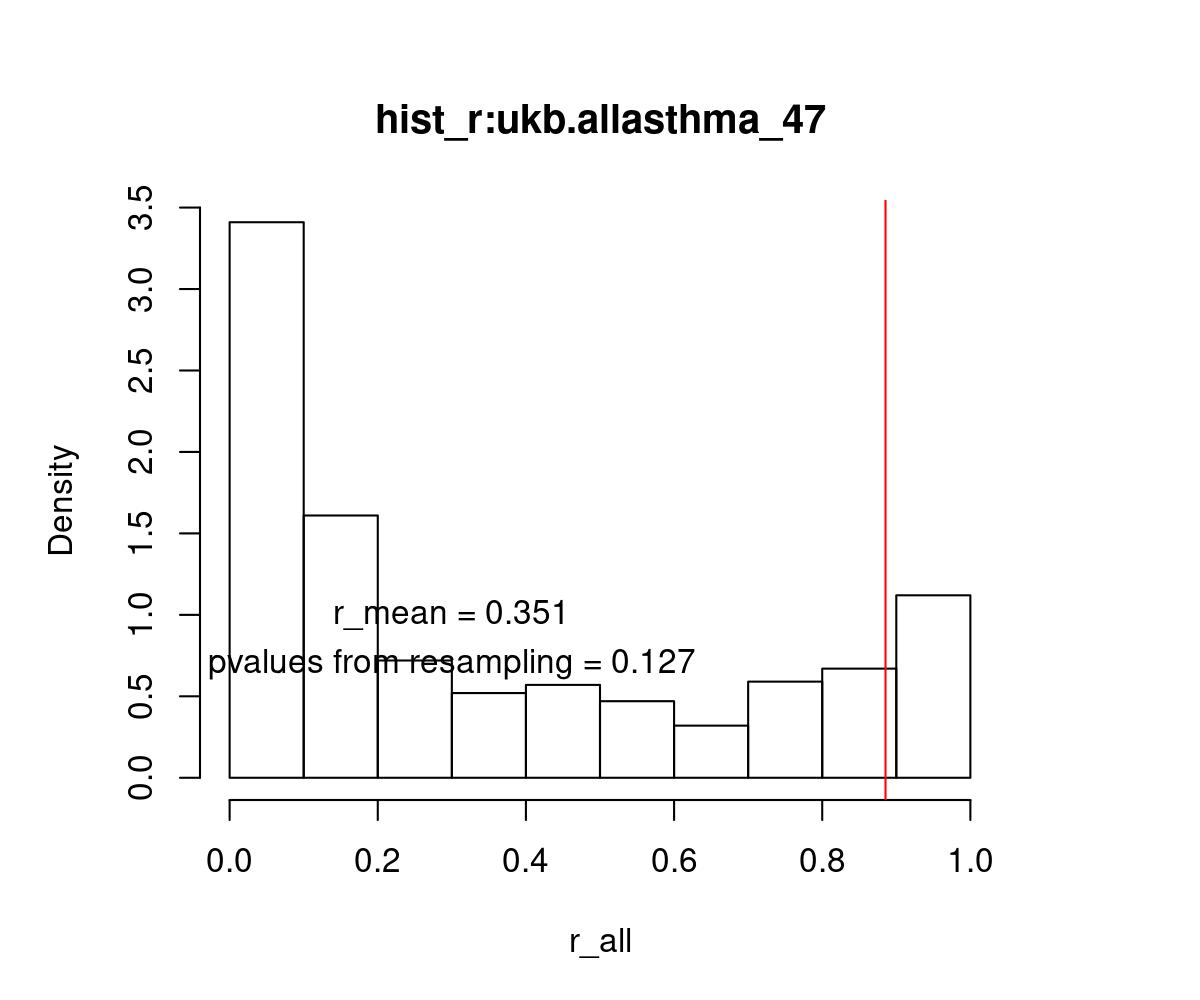 hist_r:ukb.allasthma_47
3.5
3.0
2.5
2.0
1.5
1.0
0.5
0.0
Density
r_mean = 0.351
pvalues from resampling = 0.127
0.0 0.2 0.4 0.6 0.8 1.0
r_all